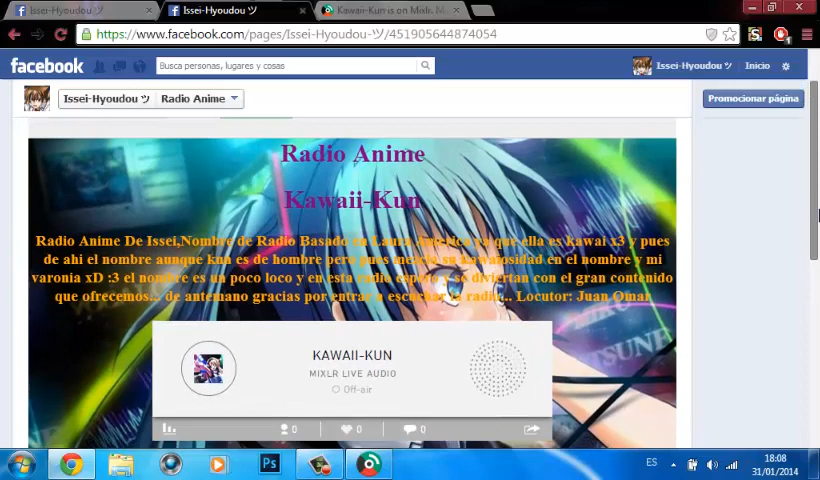 Issei-Hyoudou ツ
Issei-Hyoudou ツ
Kawaii-Kun is on Mixlr. M
https://www.facebook.com/pages/Issei-Hyoudou-ツ/451905644874054
facebook
Busca personas, lugares y cosas
Issei-Hyoudou ツ
Inicio
Issei-Hyoudou ツ
Radio Anime
Promocionar página
Radio Anime
Kawaii-Kun
Radio Anime De Issei,Nombre de Radio Basado en Laura America ya que ella es kawai x3 y pues
de ahi el nombre aunque kun es de hombre pero pues mezcle su kawaiosidad en el nombre y mi
varonia xD :3 el nombre es un poco loco y en esta radio espero y se diviertan con el gran contenido
que ofrecemos... de antemano gracias por entrar a escuchar la radio... Locutor: Juan Omar
MIKU
HATSUNE
KAWAII-KUN
MIXLR LIVE AUDIO
Off-air
0
0
0
Ps
ES
18:08
31/01/2014